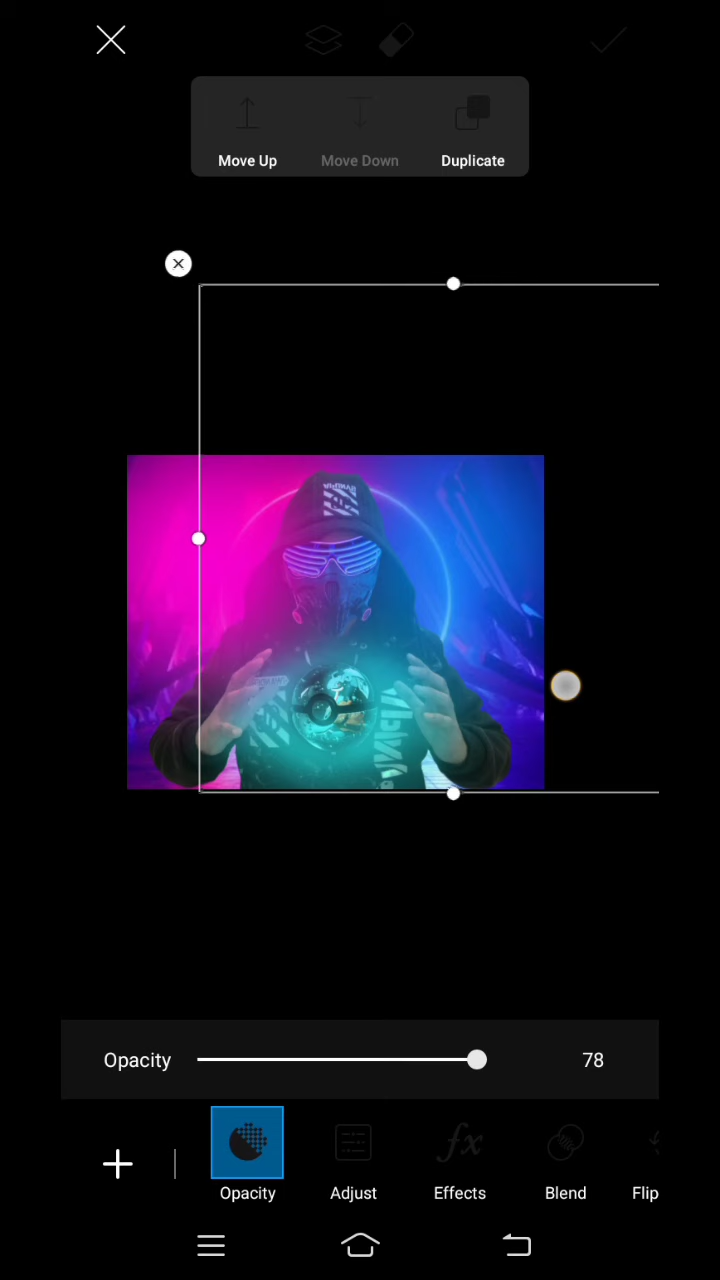 Move Up Move Down Duplicate
Opacity 78
Opacity Adjust Effects Blend Flip